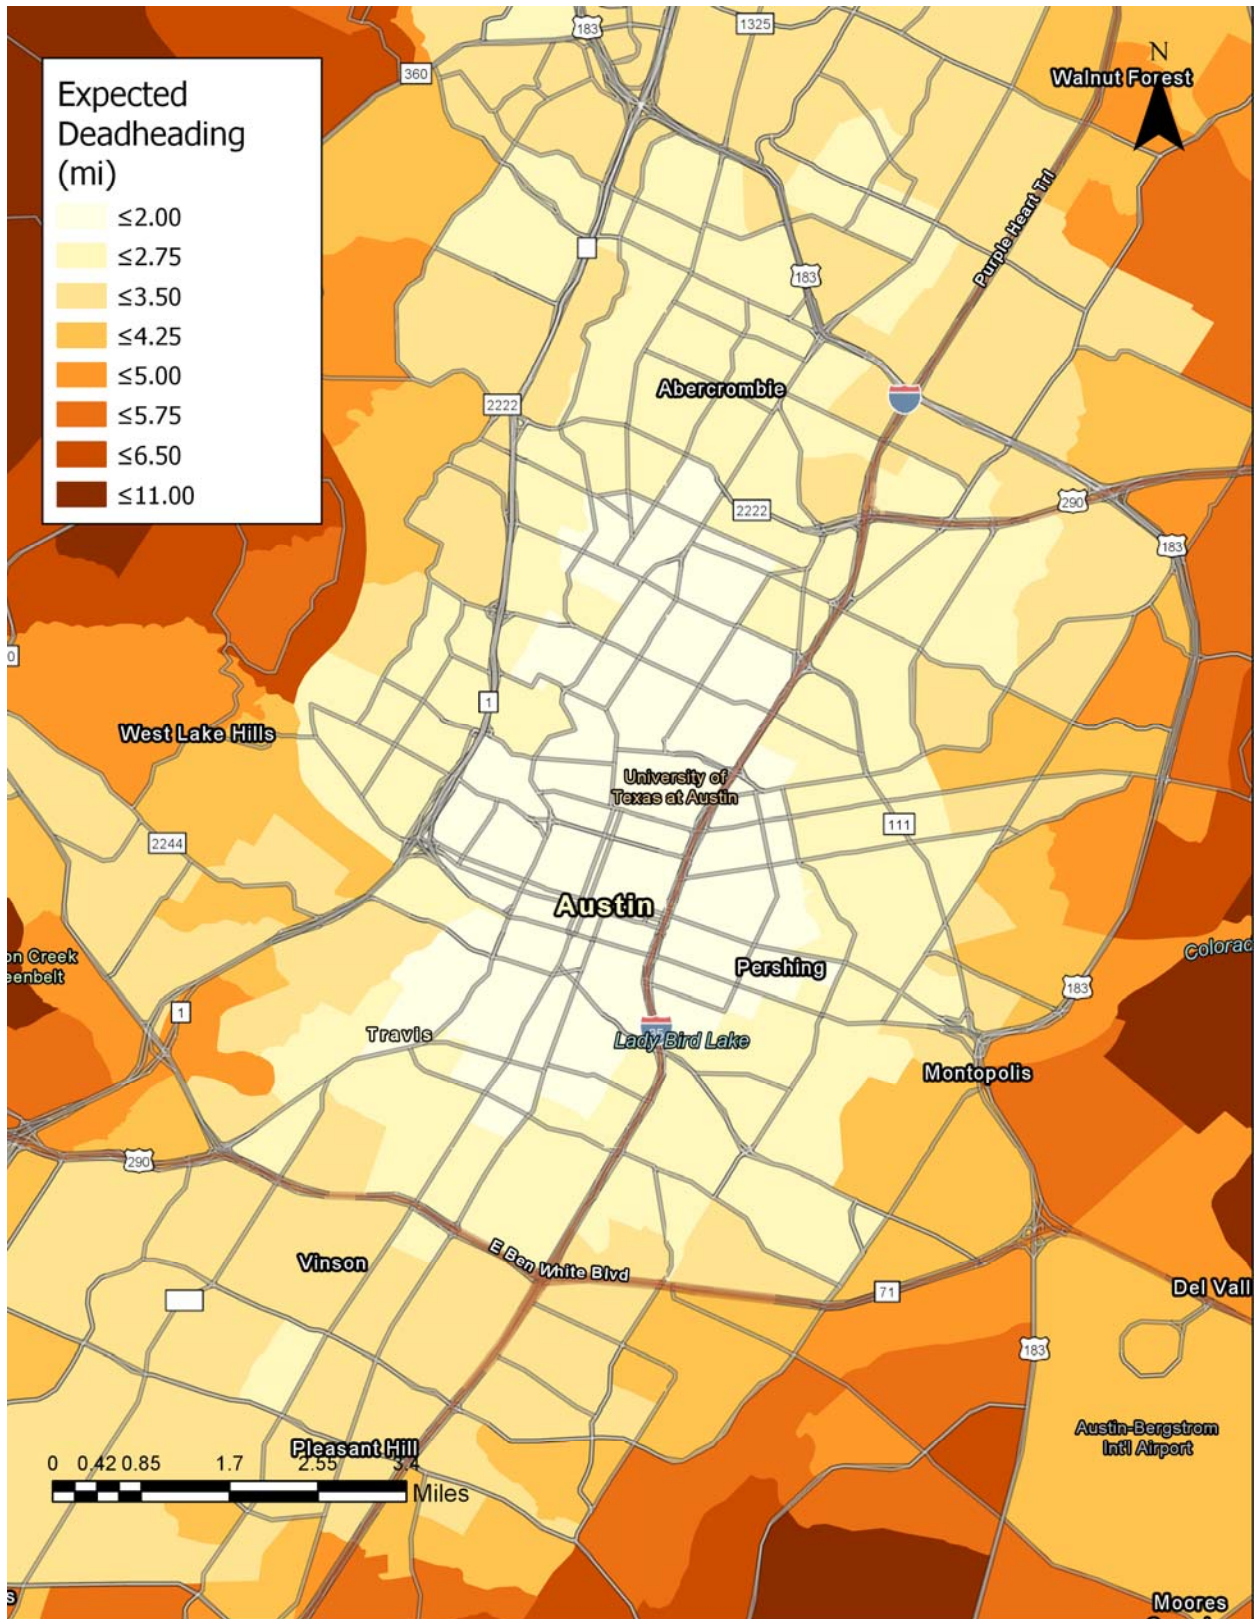 183
1325
N
360
Walnut Forest
Expected
Deadheading
(mi)
≤2.00
≤2.75
≤3.50
≤4.25
≤5.00
≤5.75
≤6.50
≤11.00
Purple Heart Trl
183
Abercrombie
2222
2222
290
183
0
1
West Lake Hills
University of
Texas at Austin
111
2244
Austin
on Creek
eenbelt
Colorad
Pershing
183
1
Travis
35
Lady Bird Lake
Montopolis
290
Vinson
E Ben White Blvd
71
Del Vall
183
Austin-Bergstrom
Int'l Airport
Pleasant Hill
0 0.42 0.85 1.7 2.55 3.4
Miles
s
Moores